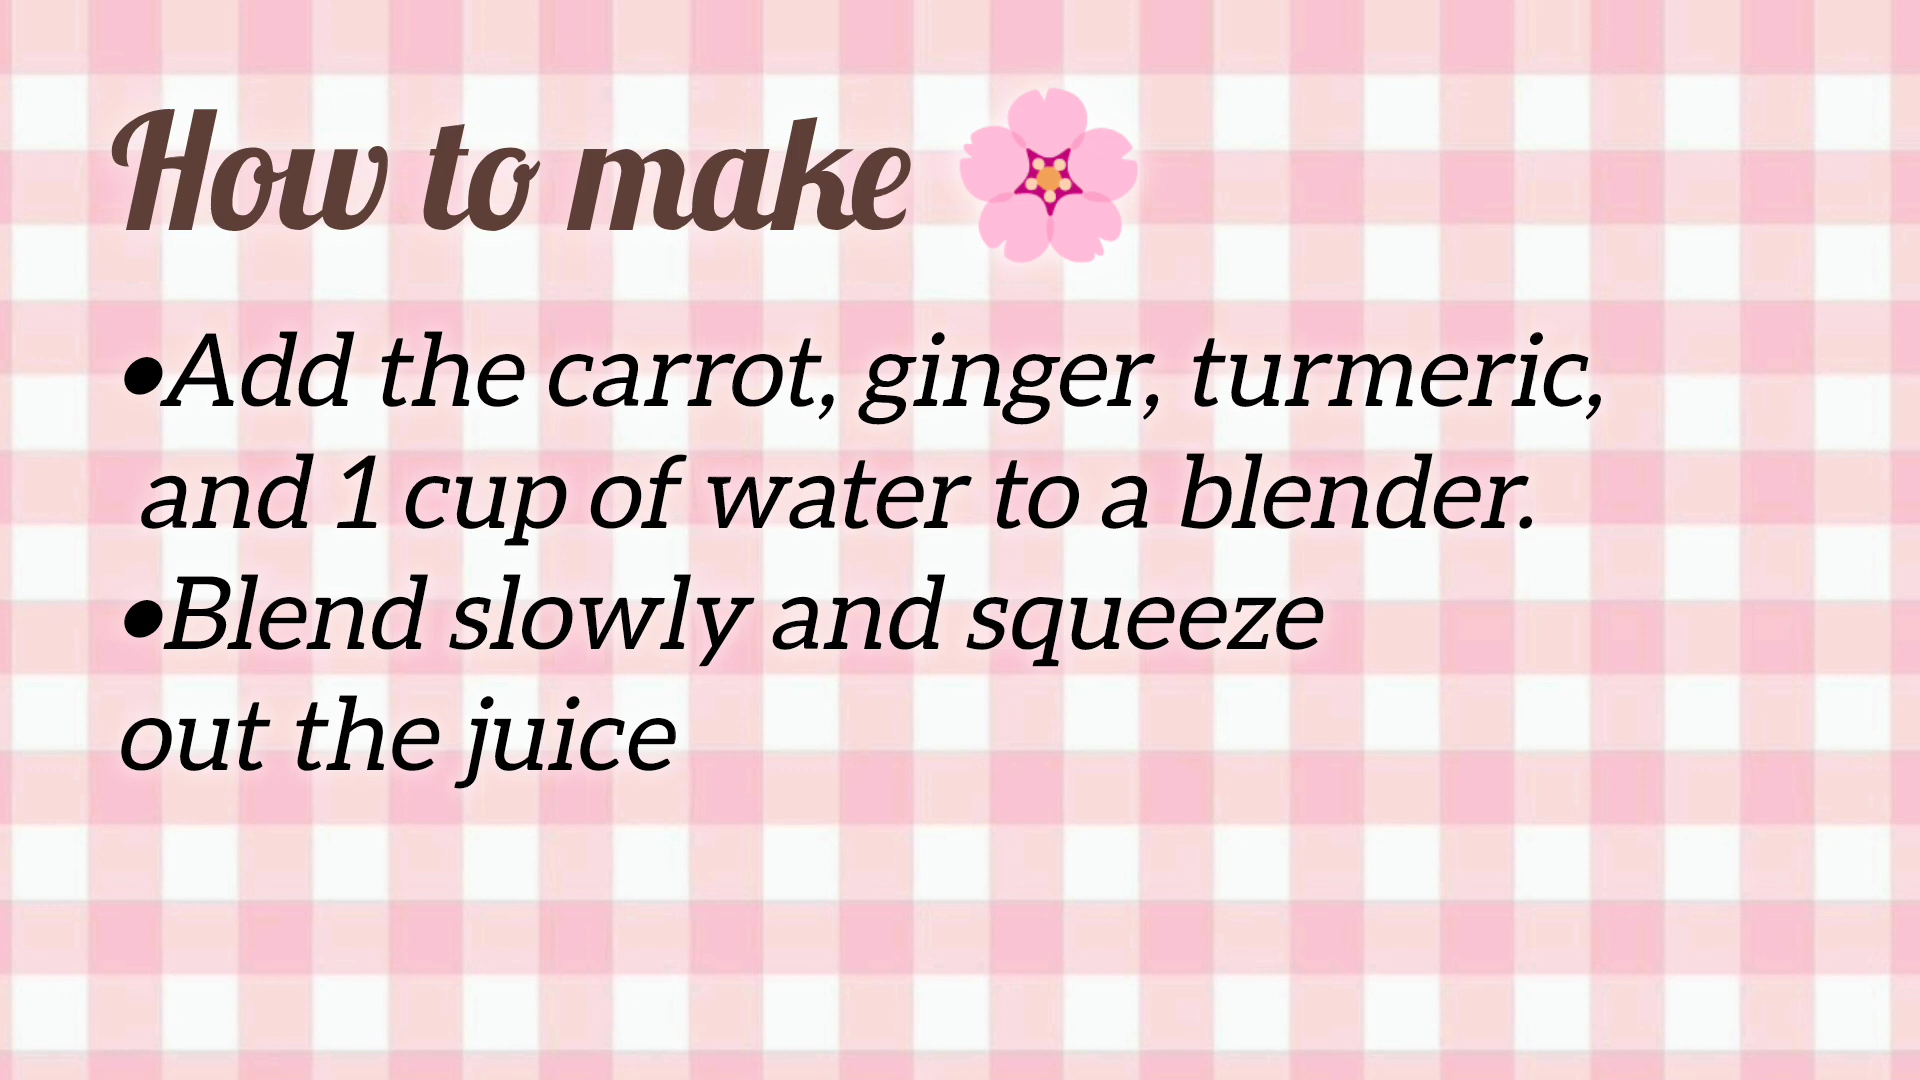 How to make 🌸
•Add the carrot, ginger, turmeric,
and 1 cup of water to a blender.
•Blend slowly and squeeze
out the juice